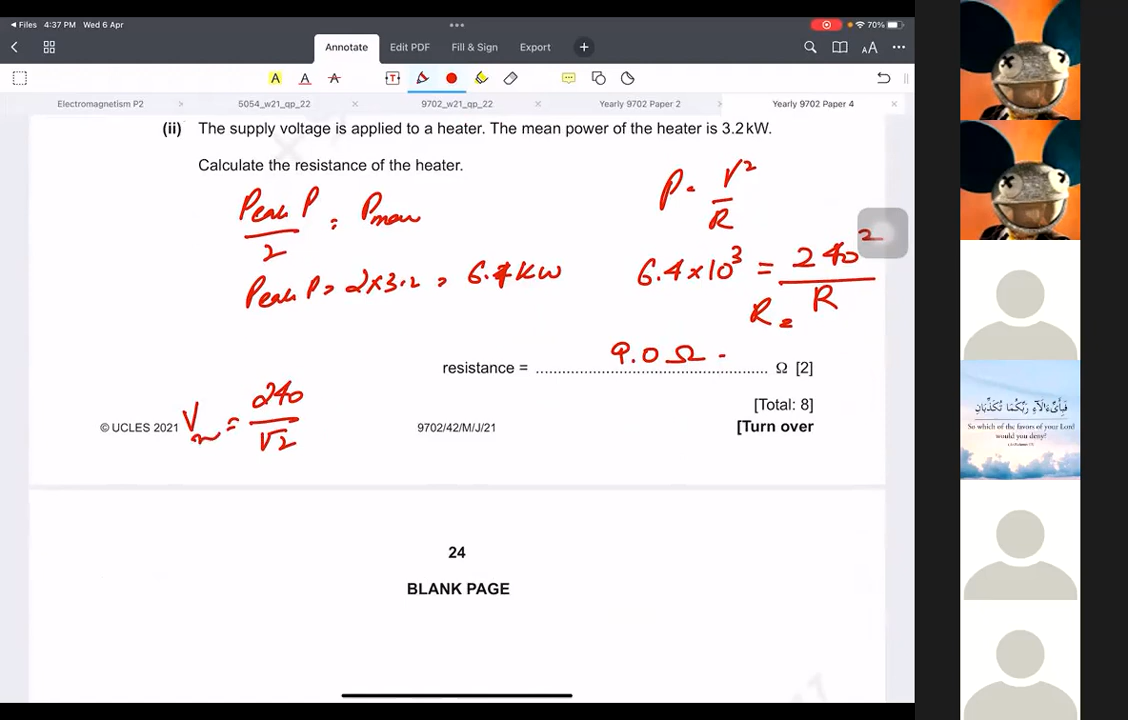 Files 4:37 PM Wed 6 Apr 70%
Annotate Edit PDF Fill & Sign Export
Electromagnetism P2 5054_w21_qp_22 9702_w21_qp_22 Yearly 9702 Paper 2 Yearly 9702 Paper 4
(ii) The supply voltage is applied to a heater. The mean power of the heater is 3.2 kW.
Calculate the resistance of the heater.
Peak P / 2 = Pmean
Peak P = 2 x 3.2 = 6.4 kW
P = V² / R
6.4 x 10³ = 240² / R
R =
9.0 Ω
resistance = .................................................... Ω [2]
[Total: 8]
V = 240 / √2
© UCLES 2021 9702/42/M/J/21 [Turn over
24
BLANK PAGE
فَبِأَيِّ آلَاءِ رَبِّكُمَا تُكَذِّبَانِ
So which of the favors of your Lord
would you deny?